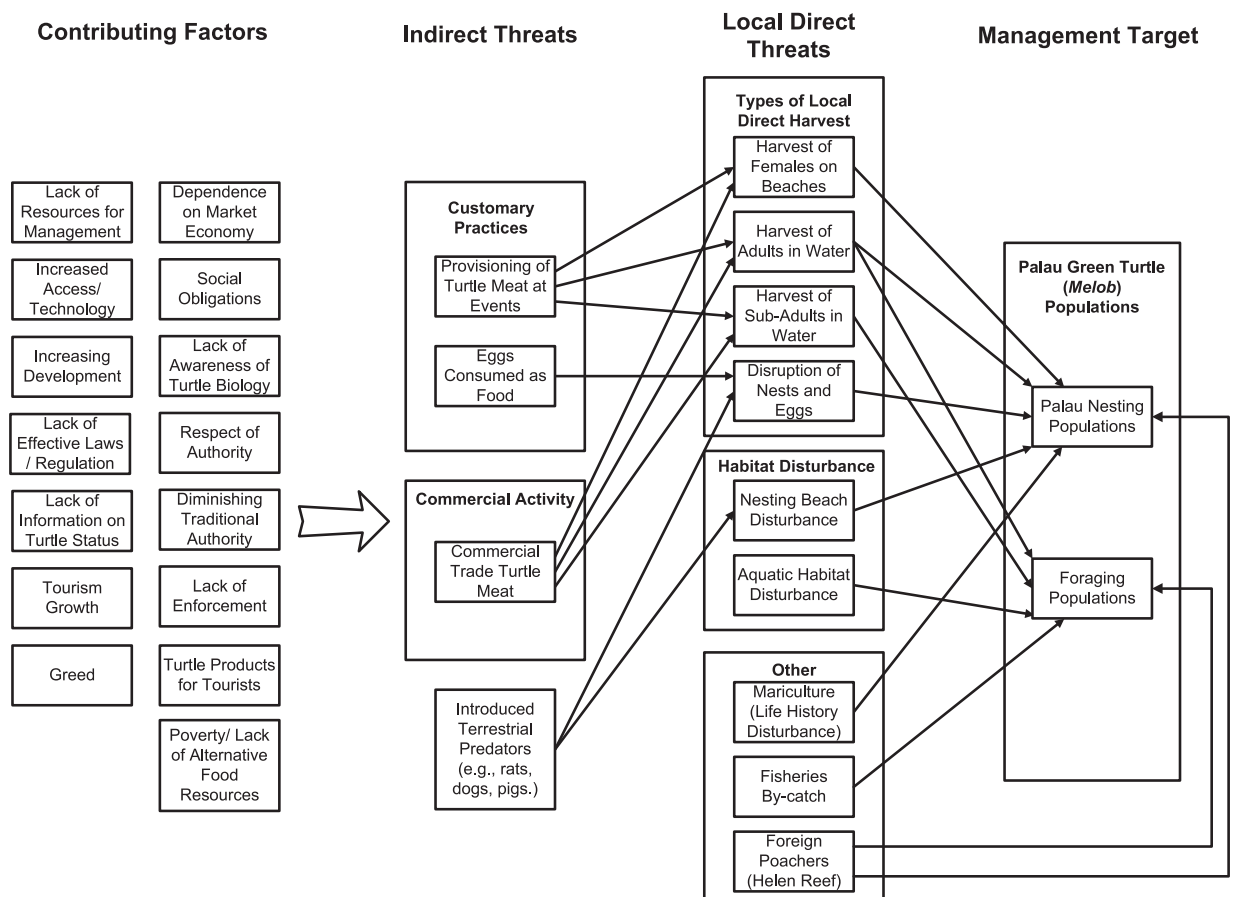 Contributing Factors
Indirect Threats
Local Direct
Threats
Management Target
Lack of
Resources for
Management
Dependence
on Market
Economy
Increased
Access/
Technology
Social
Obligations
Increasing
Development
Lack of
Awareness of
Turtle Biology
Lack of
Effective Laws
/ Regulation
Respect of
Authority
Lack of
Information on
Turtle Status
Diminishing
Traditional
Authority
Tourism
Growth
Lack of
Enforcement
Greed
Turtle Products
for Tourists
Poverty/ Lack
of Alternative
Food
Resources
Customary
Practices
Provisioning of
Turtle Meat at
Events
Eggs
Consumed as
Food
Commercial Activity
Commercial
Trade Turtle
Meat
Introduced
Terrestrial
Predators
(e.g., rats,
dogs, pigs.)
Types of Local
Direct Harvest
Harvest of
Females on
Beaches
Harvest of
Adults in Water
Harvest of
Sub-Adults in
Water
Disruption of
Nests and
Eggs
Habitat Disturbance
Nesting Beach
Disturbance
Aquatic Habitat
Disturbance
Other
Mariculture
(Life History
Disturbance)
Fisheries
By-catch
Foreign
Poachers
(Helen Reef)
Palau Green Turtle
(Melob)
Populations
Palau Nesting
Populations
Foraging
Populations